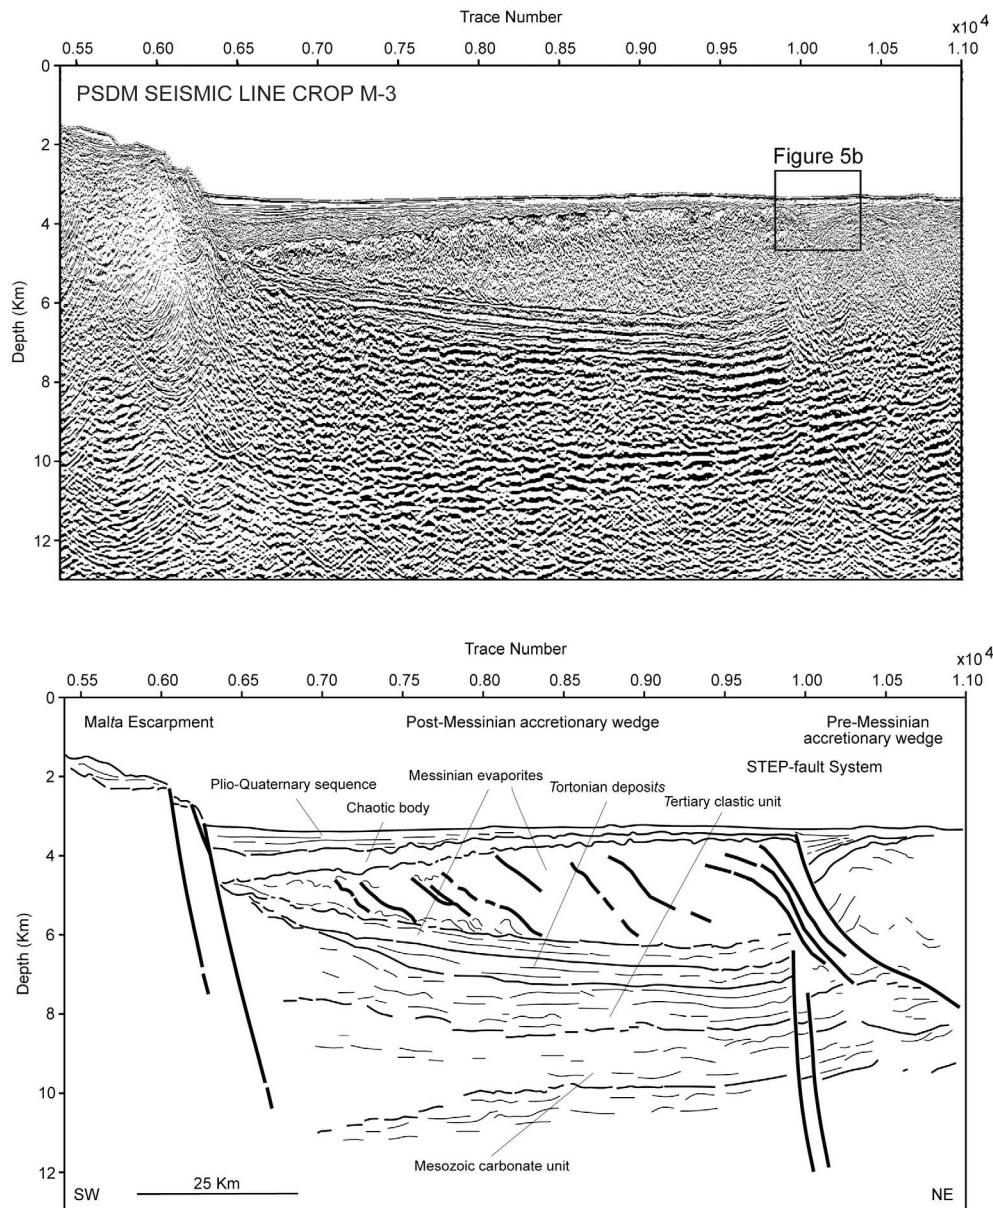 Trace Number
x10 4
0.55 0.60 0.65 0.70 0.75 0.80 0.85 0.90 0.95 1.00 1.05 1.10
0
PSDM SEISMIC LINE CROP M-3
2
Figure 5b
4
Depth (Km)
6
8
10
12
Trace Number
x10 4
0.55 0.60 0.65 0.70 0.75 0.80 0.85 0.90 0.95 1.00 1.05 1.10
0
Malta Escarpment Post-Messinian accretionary wedge Pre-Messinian
accretionary wedge
STEP-fault System
2
Plio-Quaternary sequence Messinian evaporites Tortonian deposits
Chaotic body Tertiary clastic unit
4
Depth (Km)
6
8
10
Mesozoic carbonate unit
12
25 Km
SW NE